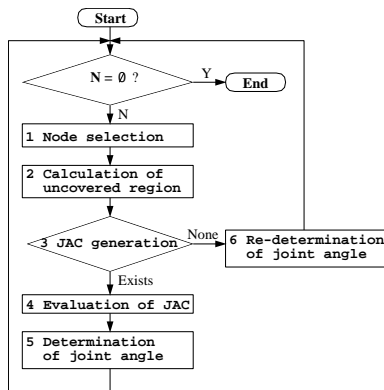 Start
N = ∅ ?
Y
End
N
1 Node selection
2 Calculation of
uncovered region
3 JAC generation
None
6 Re-determination
of joint angle
Exists
4 Evaluation of JAC
5 Determination
of joint angle